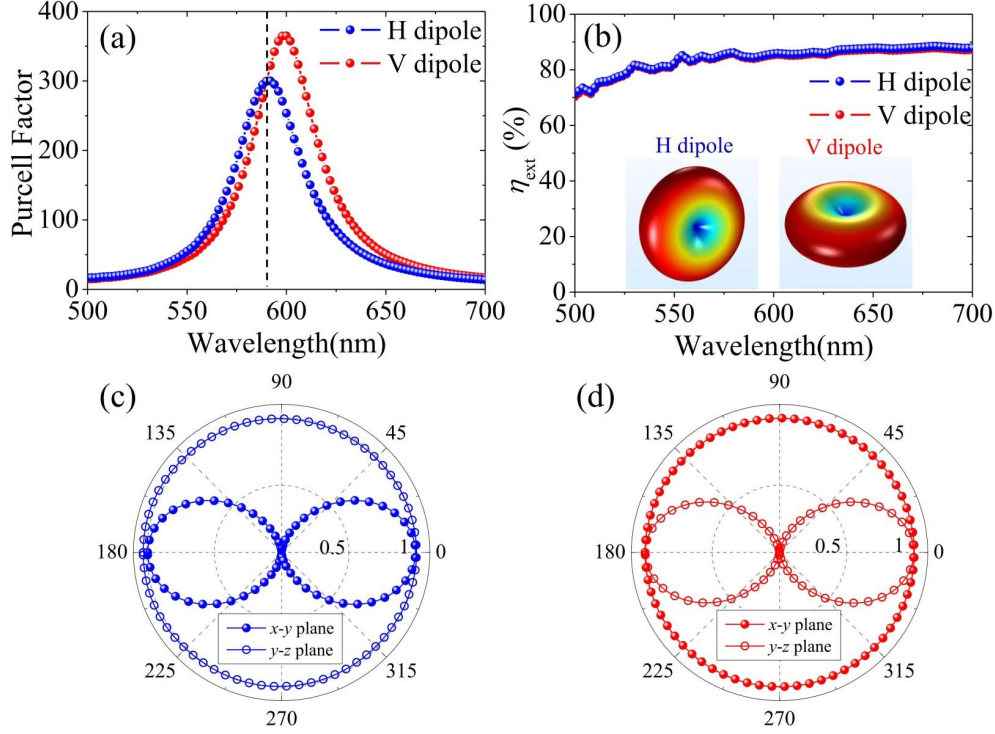 (a)
H dipole
V dipole
Purcell Factor
400
300
200
100
0
500
550
600
650
700
Wavelength(nm)
(b)
H dipole
V dipole
H dipole
V dipole
ηext (%)
100
80
60
40
20
0
500
550
600
650
700
Wavelength(nm)
(c)
90
135
45
180
0.5
1
0
x-y plane
y-z plane
225
315
270
(d)
90
135
45
180
0.5
1
0
x-y plane
y-z plane
225
315
270